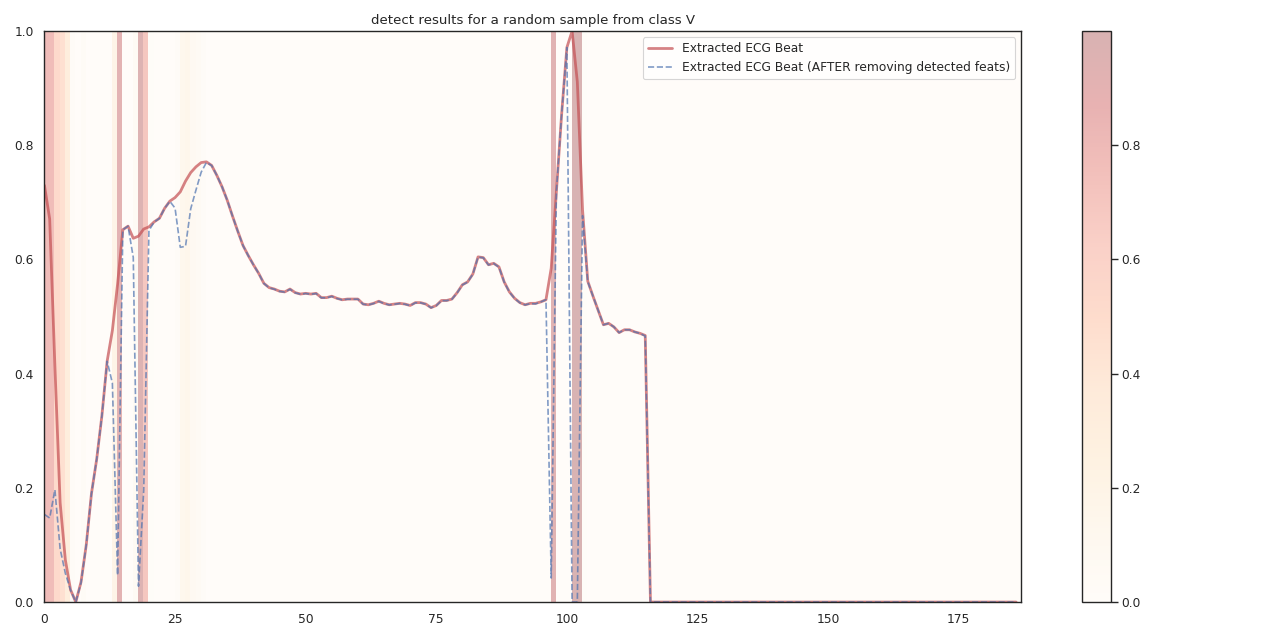 detect results for a random sample from class V
Extracted ECG Beat
Extracted ECG Beat (AFTER removing detected feats)
1.0
0.8
0.6
0.4
0.2
0.0
0 25 50 75 100 125 150 175
0.8
0.6
0.4
0.2
0.0